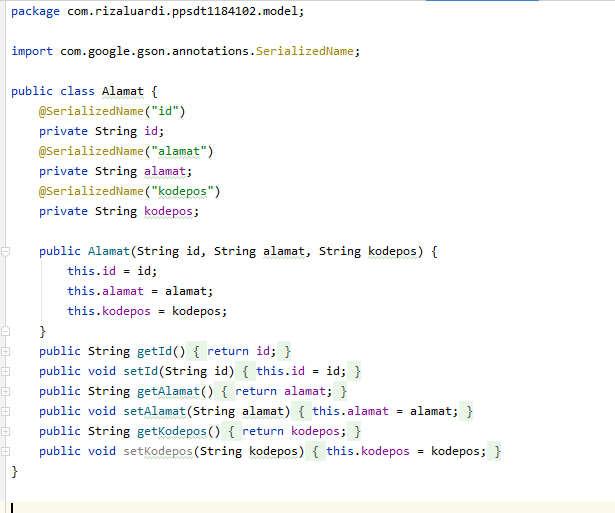 package com.rizaluardi.ppsdt1184102.model;
import com.google.gson.annotations.SerializedName;
public class Alamat {
@SerializedName("id")
private String id;
@SerializedName("alamat")
private String alamat;
@SerializedName("kodepos")
private String kodepos;
public Alamat(String id, String alamat, String kodepos) {
this.id = id;
this.alamat = alamat;
this.kodepos = kodepos;
}
public String getId() { return id; }
public void setId(String id) { this.id = id; }
public String getAlamat() { return alamat; }
public void setAlamat(String alamat) { this.alamat = alamat; }
public String getKodepos() { return kodepos; }
public void setKodepos(String kodepos) { this.kodepos = kodepos; }
}